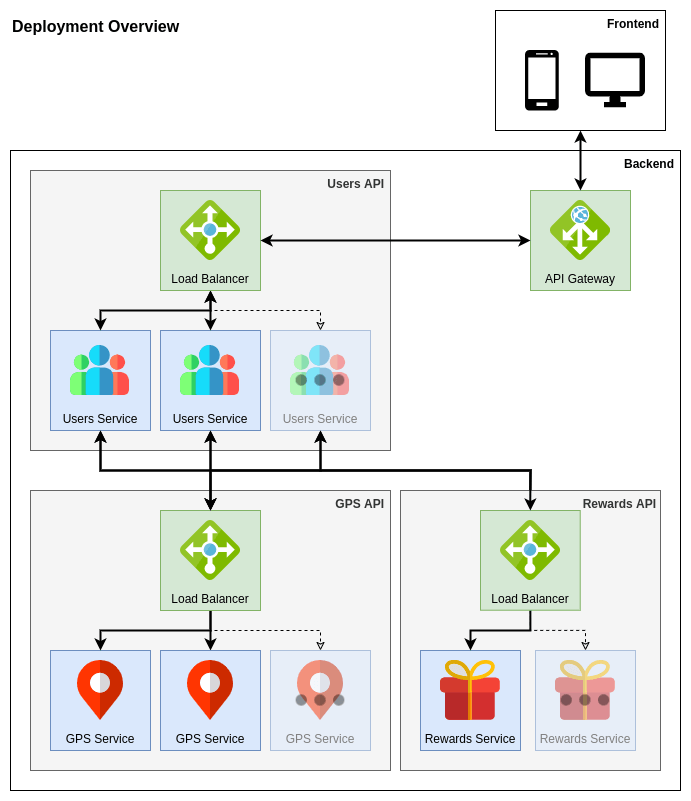 Deployment Overview
Frontend
Backend
Users API
Load Balancer
API Gateway
Users Service
Users Service
Users Service
GPS API
Rewards API
Load Balancer
Load Balancer
GPS Service
GPS Service
GPS Service
Rewards Service
Rewards Service